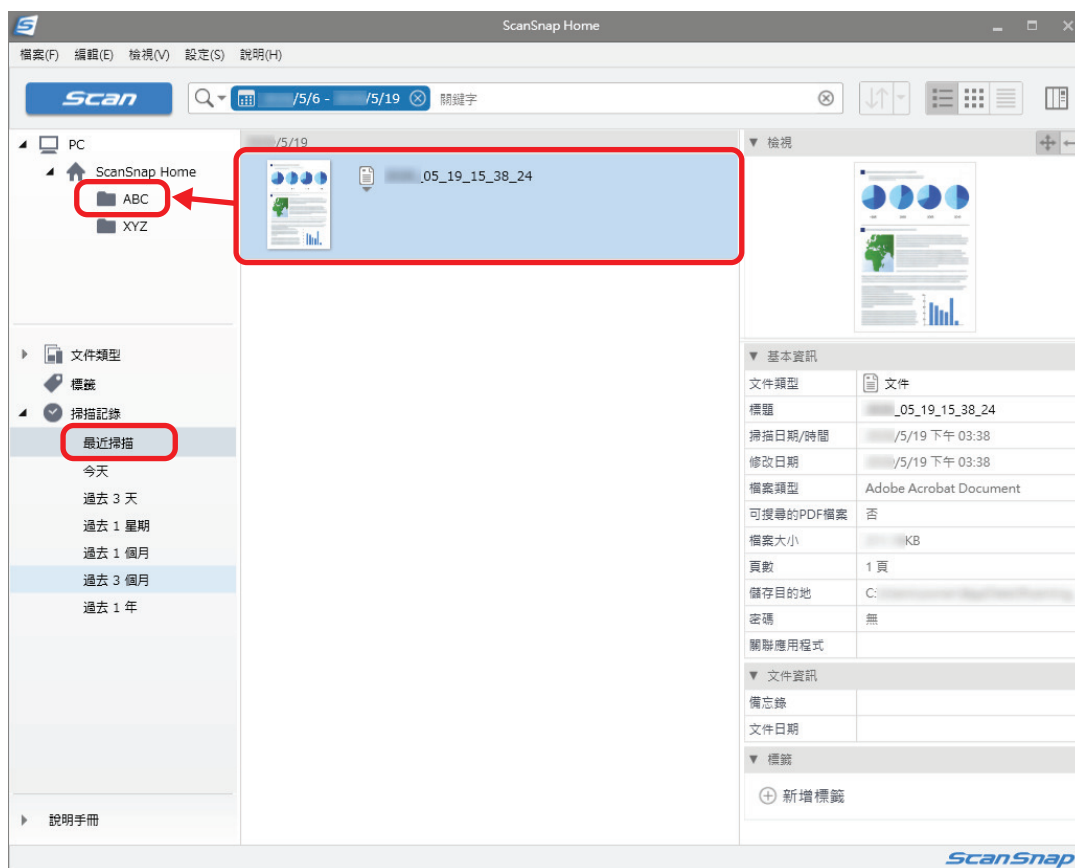 ScanSnap Home
檔案(F) 編輯(E) 檢視(V) 設定(S) 說明(H)
Scan
/5/6 - /5/19 關鍵字
PC
ScanSnap Home
ABC
XYZ
文件類型
標籤
掃描記錄
最近掃描
今天
過去 3 天
過去 1 星期
過去 1 個月
過去 3 個月
過去 1 年
說明手冊
/5/19
_05_19_15_38_24
檢視
基本資訊
文件類型 文件
標題 _05_19_15_38_24
掃描日期/時間 /5/19 下午 03:38
修改日期 /5/19 下午 03:38
檔案類型 Adobe Acrobat Document
可搜尋的PDF檔案 否
檔案大小 KB
頁數 1 頁
儲存目的地 C:
密碼 無
關聯應用程式
文件資訊
備忘錄
文件日期
標籤
新增標籤
ScanSnap